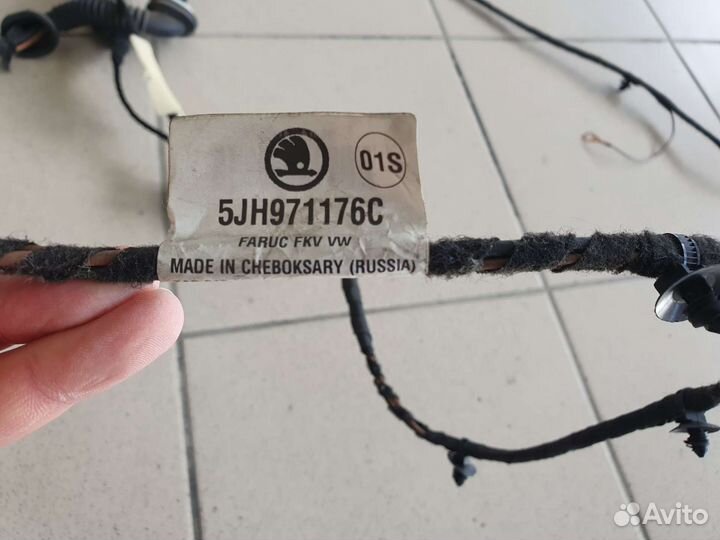 01S
5JH971176C
FARUC FKV VW
MADE IN CHEBOKSARY (RUSSIA)
Avito